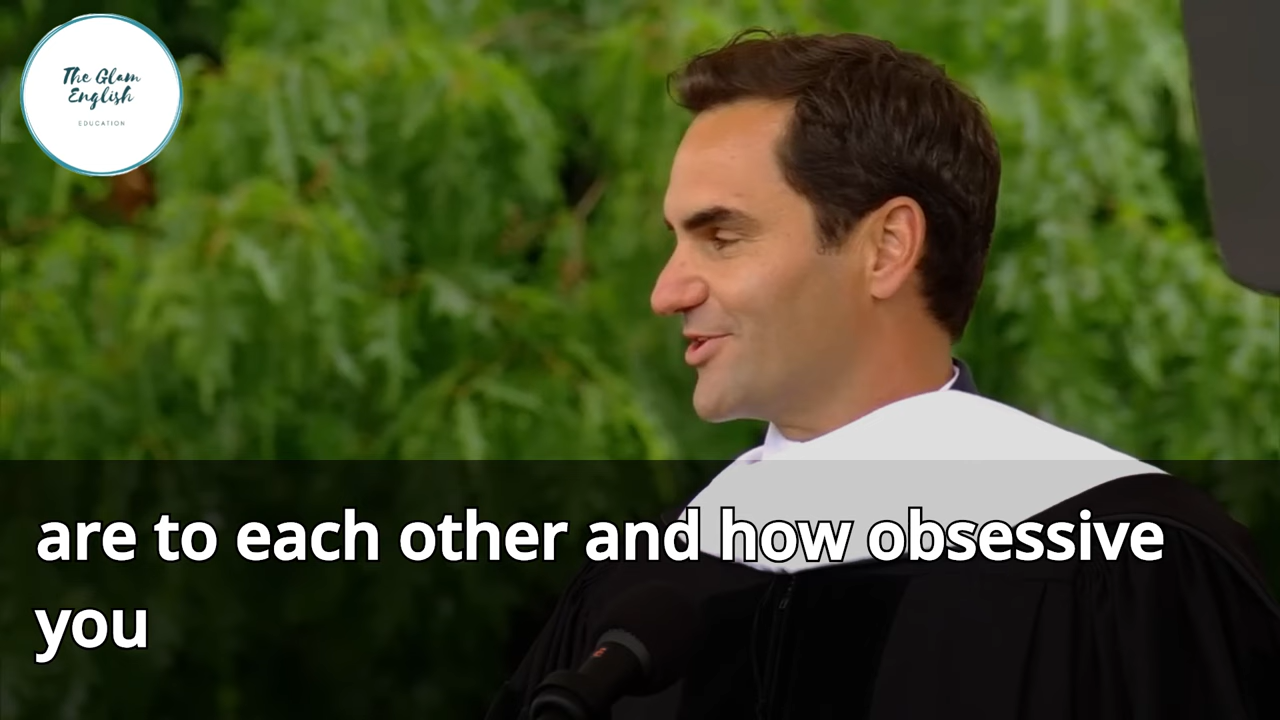 The Glam
English
EDUCATION
are to each other and how obsessive
you